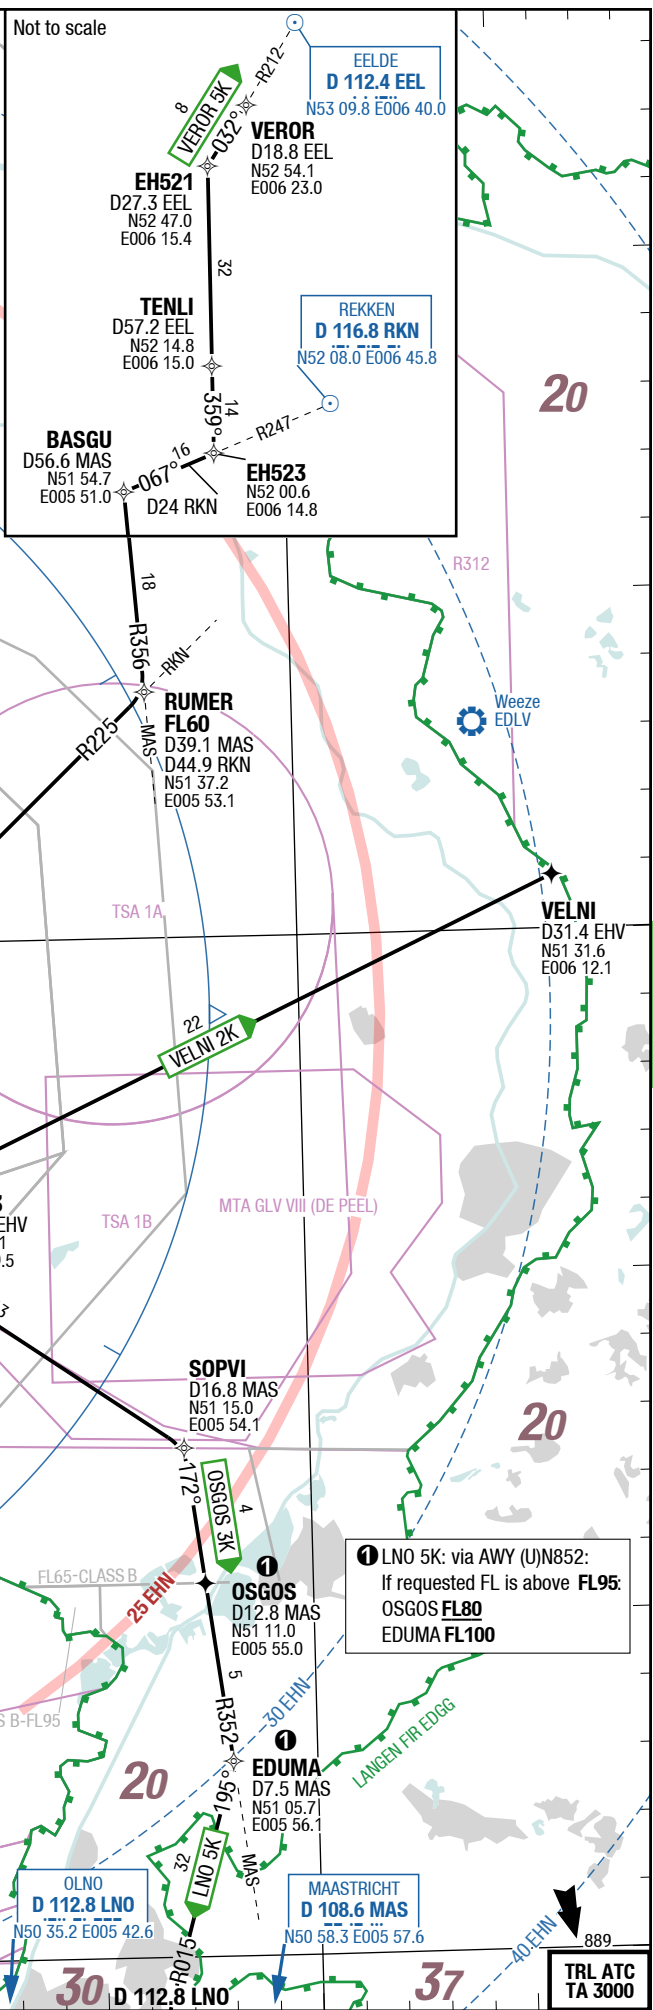 Not to scale
EELDE
D 112.4 EEL
N53 09.8 E006 40.0
R212
8
VEROR 5K
032°
VEROR
D18.8 EEL
N52 54.1
E006 23.0
EH521
D27.3 EEL
N52 47.0
E006 15.4
32
TENLI
D57.2 EEL
N52 14.8
E006 15.0
REKKEN
D 116.8 RKN
N52 08.0 E006 45.8
14
359°
R247
BASGU
D56.6 MAS
N51 54.7
E005 51.0
16
067°
D24 RKN
EH523
N52 00.6
E006 14.8
20
R312
18
R356
RKN
RUMER
FL60
D39.1 MAS
D44.9 RKN
N51 37.2
E005 53.1
R225
MAS
Weeze
EDLV
TSA 1A
VELNI
D31.4 EHV
N51 31.6
E006 12.1
22
VELNI 2K
MTA GLV VIII (DE PEEL)
TSA 1B
3
EHV
1
.5
3
SOPVI
D16.8 MAS
N51 15.0
E005 54.1
20
172°
OSGOS 3K
4
1
OSGOS
D12.8 MAS
N51 11.0
E005 55.0
FL65-CLASS B
25 EHN
1 LNO 5K: via AWY (U)N852:
If requested FL is above FL95:
OSGOS FL80
EDUMA FL100
5
R352
30 EHN
S B-FL95
1
EDUMA
D7.5 MAS
N51 05.7
E005 56.1
LANGEN FIR EDGG
20
195°
32
LNO 5K
MAS
OLNO
D 112.8 LNO
N50 35.2 E005 42.6
MAASTRICHT
D 108.6 MAS
N50 58.3 E005 57.6
R015
40 EHN
889
30
D 112.8 LNO
37
TRL ATC
TA 3000